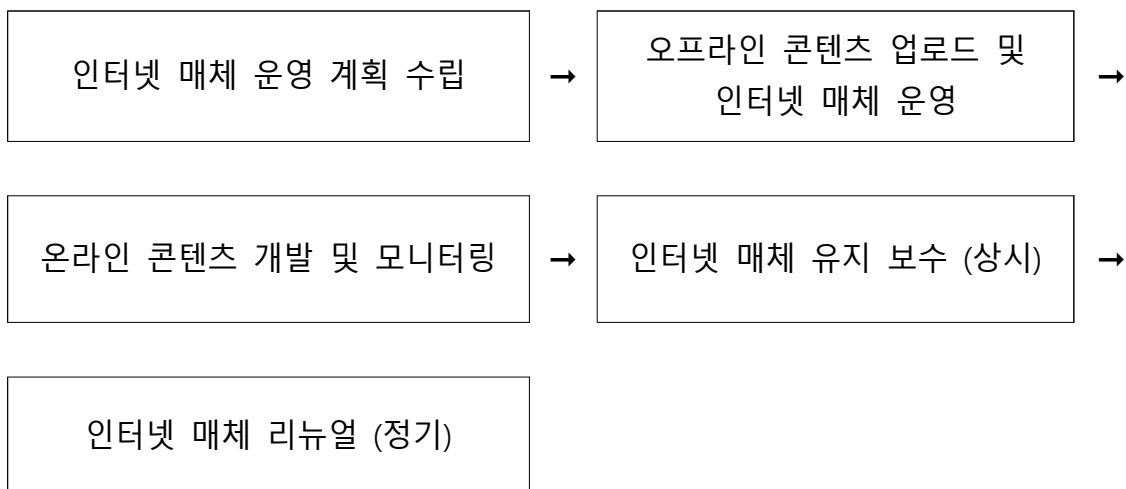 인터넷 매체 운영 계획 수립 →
오프라인 콘텐츠 업로드 및
인터넷 매체 운영 →
온라인 콘텐츠 개발 및 모니터링 →
인터넷 매체 유지 보수 (상시) →
인터넷 매체 리뉴얼 (정기)